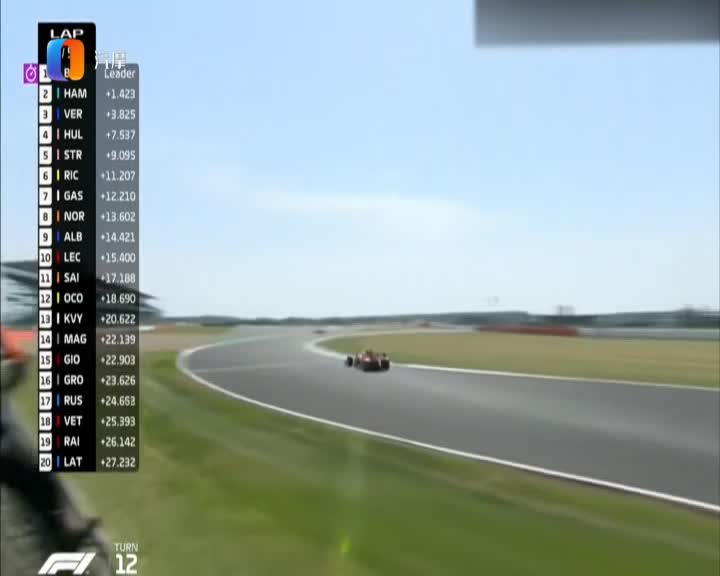 LAP
汽摩
1 B Leader
2 HAM +1.423
3 VER +3.825
4 HUL +7.537
5 STR +9.095
6 RIC +11.207
7 GAS +12.210
8 NOR +13.602
9 ALB +14.421
10 LEC +15.400
11 SAI +17.188
12 OCO +18.690
13 KVY +20.622
14 MAG +22.139
15 GIO +22.903
16 GRO +23.626
17 RUS +24.653
18 VET +25.393
19 RAI +26.142
20 LAT +27.232
F1
TURN
12